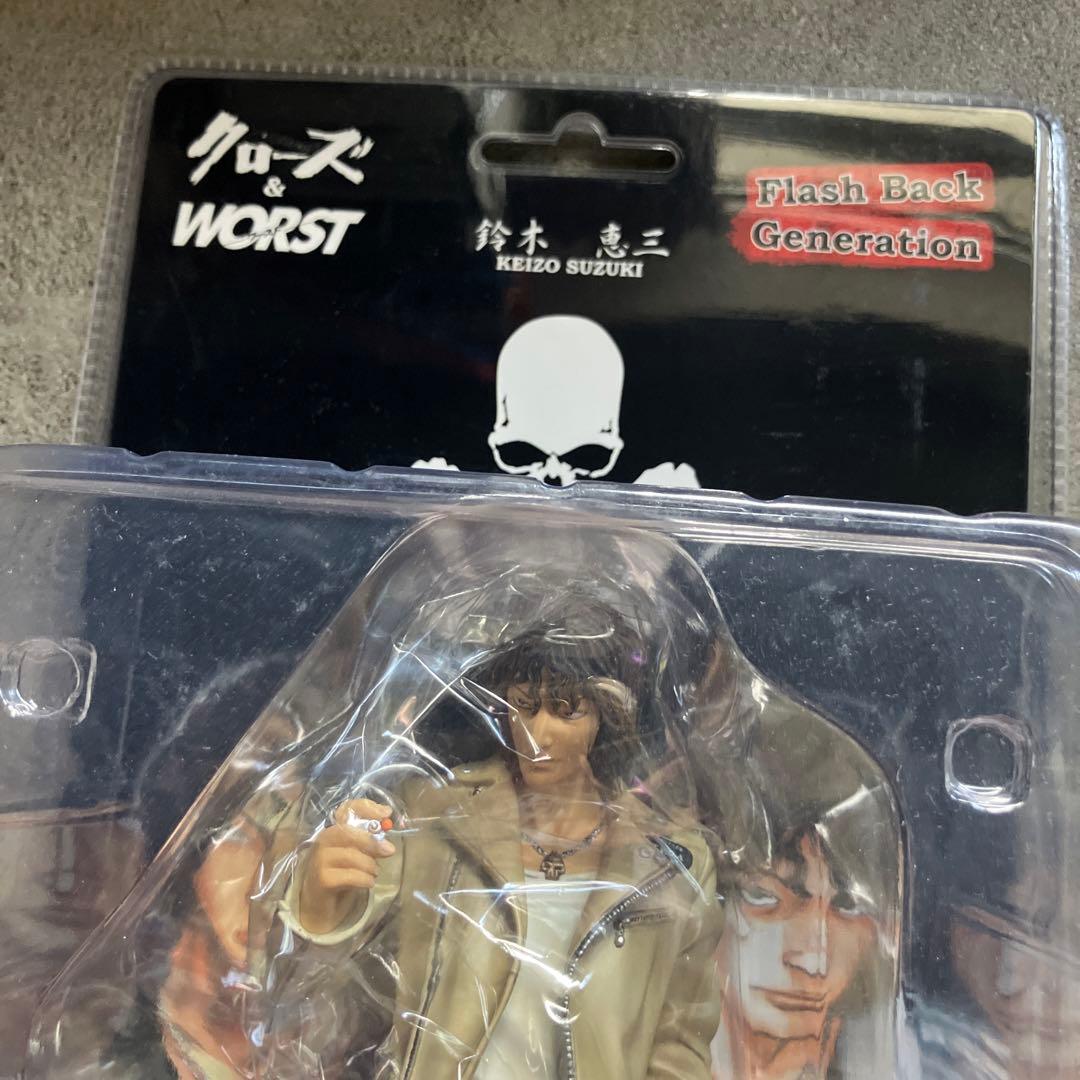 クローズ
&
WORST
鈴木 恵三
KEIZO SUZUKI
Flash Back
Generation